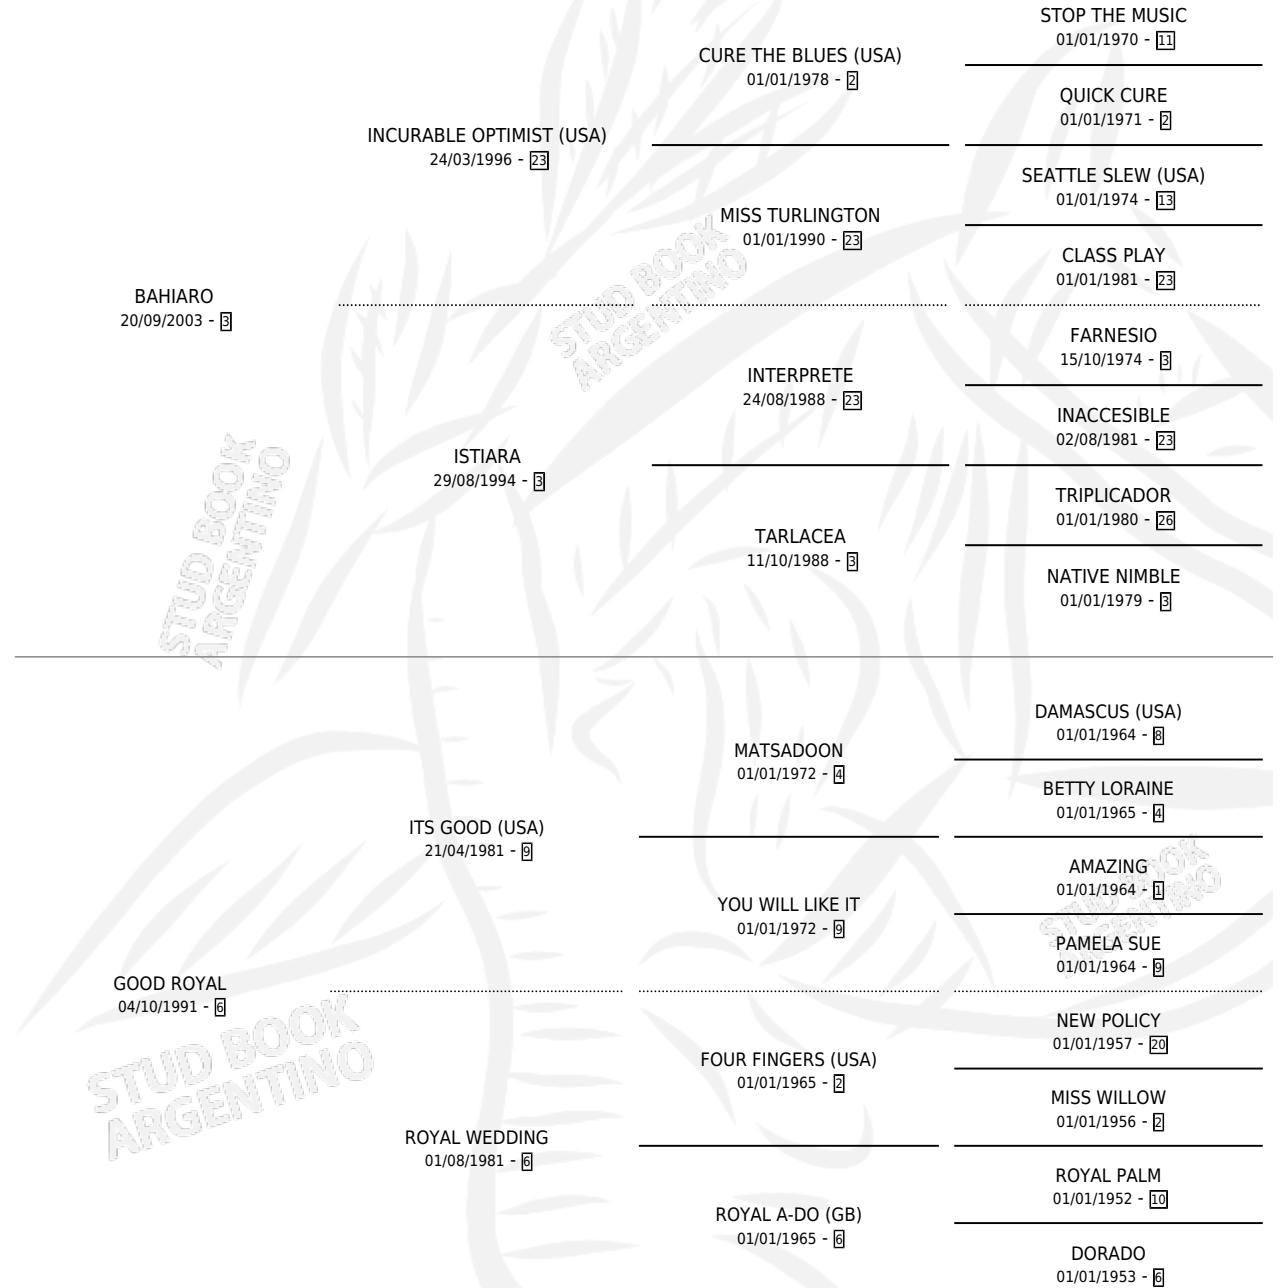 BAHIARO
20/09/2003 - 3
INCURABLE OPTIMIST (USA)
24/03/1996 - 23
CURE THE BLUES (USA)
01/01/1978 - 2
STOP THE MUSIC
01/01/1970 - 11
QUICK CURE
01/01/1971 - 2
MISS TURLINGTON
01/01/1990 - 23
SEATTLE SLEW (USA)
01/01/1974 - 13
CLASS PLAY
01/01/1981 - 23
ISTIARA
29/08/1994 - 3
INTERPRETE
24/08/1988 - 23
FARNESIO
15/10/1974 - 3
INACCESIBLE
02/08/1981 - 23
TARLACEA
11/10/1988 - 3
TRIPLICADOR
01/01/1980 - 26
NATIVE NIMBLE
01/01/1979 - 3
GOOD ROYAL
04/10/1991 - 6
ITS GOOD (USA)
21/04/1981 - 9
MATSADOON
01/01/1972 - 4
DAMASCUS (USA)
01/01/1964 - 8
BETTY LORAINE
01/01/1965 - 4
YOU WILL LIKE IT
01/01/1972 - 9
AMAZING
01/01/1964 - 1
PAMELA SUE
01/01/1964 - 9
ROYAL WEDDING
01/08/1981 - 6
FOUR FINGERS (USA)
01/01/1965 - 2
NEW POLICY
01/01/1957 - 20
MISS WILLOW
01/01/1956 - 2
ROYAL A-DO (GB)
01/01/1965 - 6
ROYAL PALM
01/01/1952 - 10
DORADO
01/01/1953 - 6
STUD BOOK
ARGENTINO
STUD BOOK
ARGENTINO
STUD BOOK
ARGENTINO
STUD BOOK
ARGENTINO